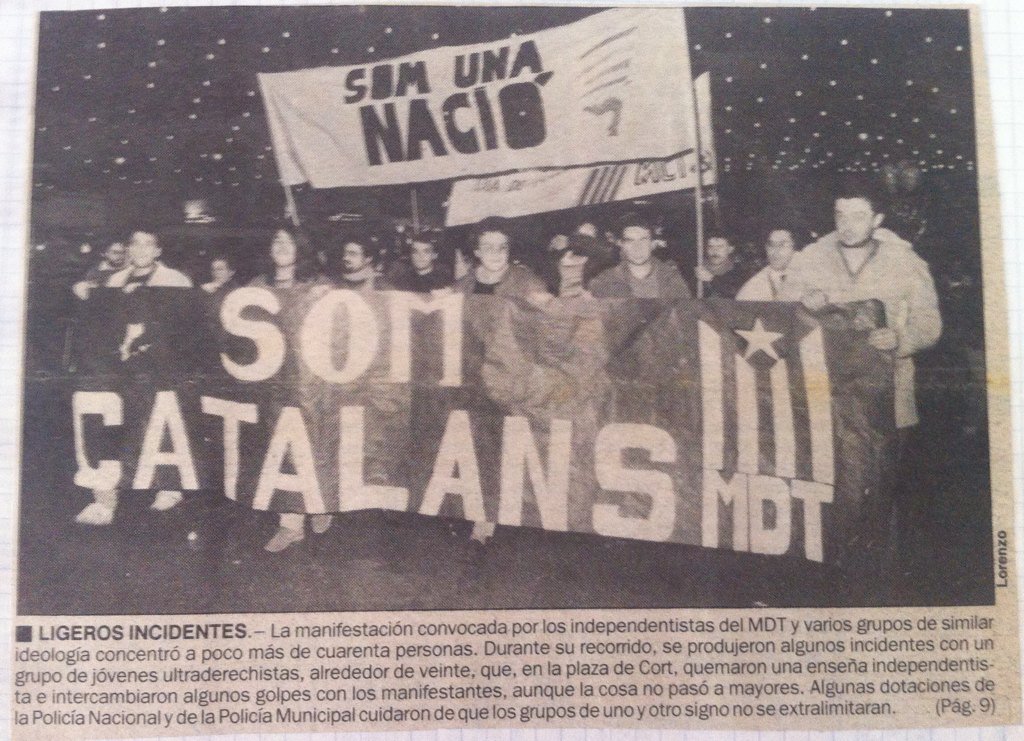 SOM UNA
NACIÓ
SOM
CATALANS
MDT
Lorenzo
■ LIGEROS INCIDENTES.– La manifestación convocada por los independentistas del MDT y varios grupos de similar
ideología concentró a poco más de cuarenta personas. Durante su recorrido, se produjeron algunos incidentes con un
grupo de jóvenes ultraderechistas, alrededor de veinte, que, en la plaza de Cort, quemaron una enseña independentis-
ta e intercambiaron algunos golpes con los manifestantes, aunque la cosa no pasó a mayores. Algunas dotaciones de
la Policía Nacional y de la Policía Municipal cuidaron de que los grupos de uno y otro signo no se extralimitaran. (Pág. 9)